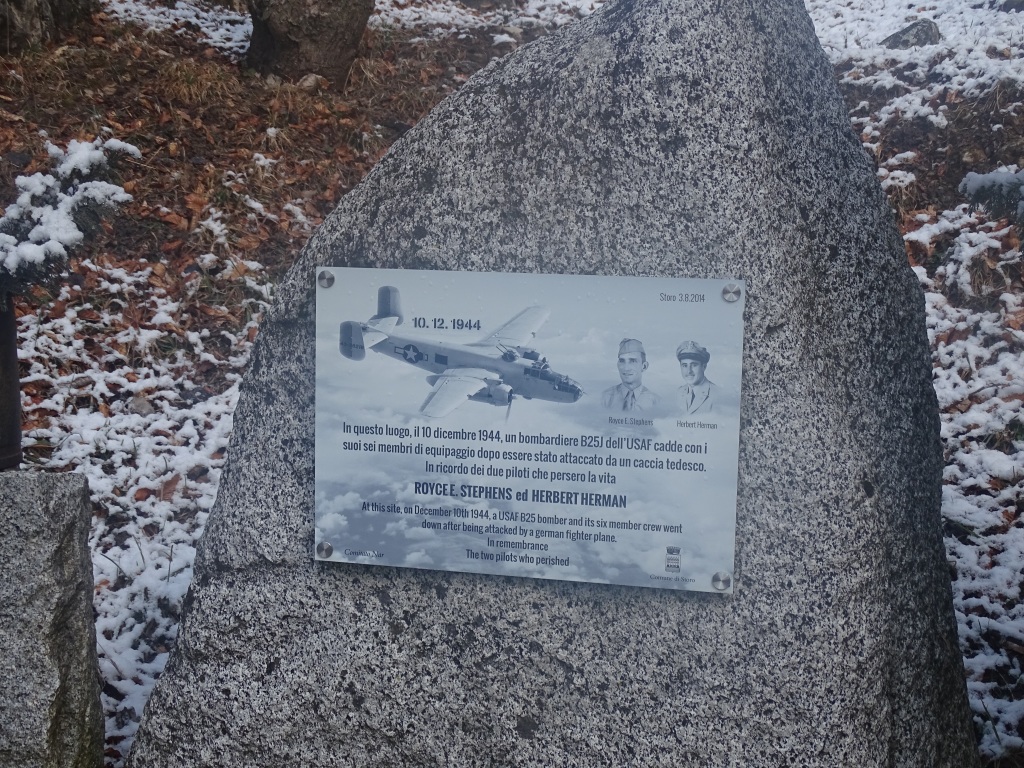 Storo 3.8.2014
10.12.1944
Royce E. Stephens
Herbert Herman
In questo luogo, il 10 dicembre 1944, un bombardiere B25J dell'USAF cadde con i
suoi sei membri di equipaggio dopo essere stato attaccato da un caccia tedesco.
In ricordo dei due piloti che persero la vita
ROYCE E. STEPHENS ed HERBERT HERMAN
At this site, on December 10th 1944, a USAF B25 bomber and its six member crew went
down after being attacked by a german fighter plane.
In remembrance
The two pilots who perished
Comune di Storo